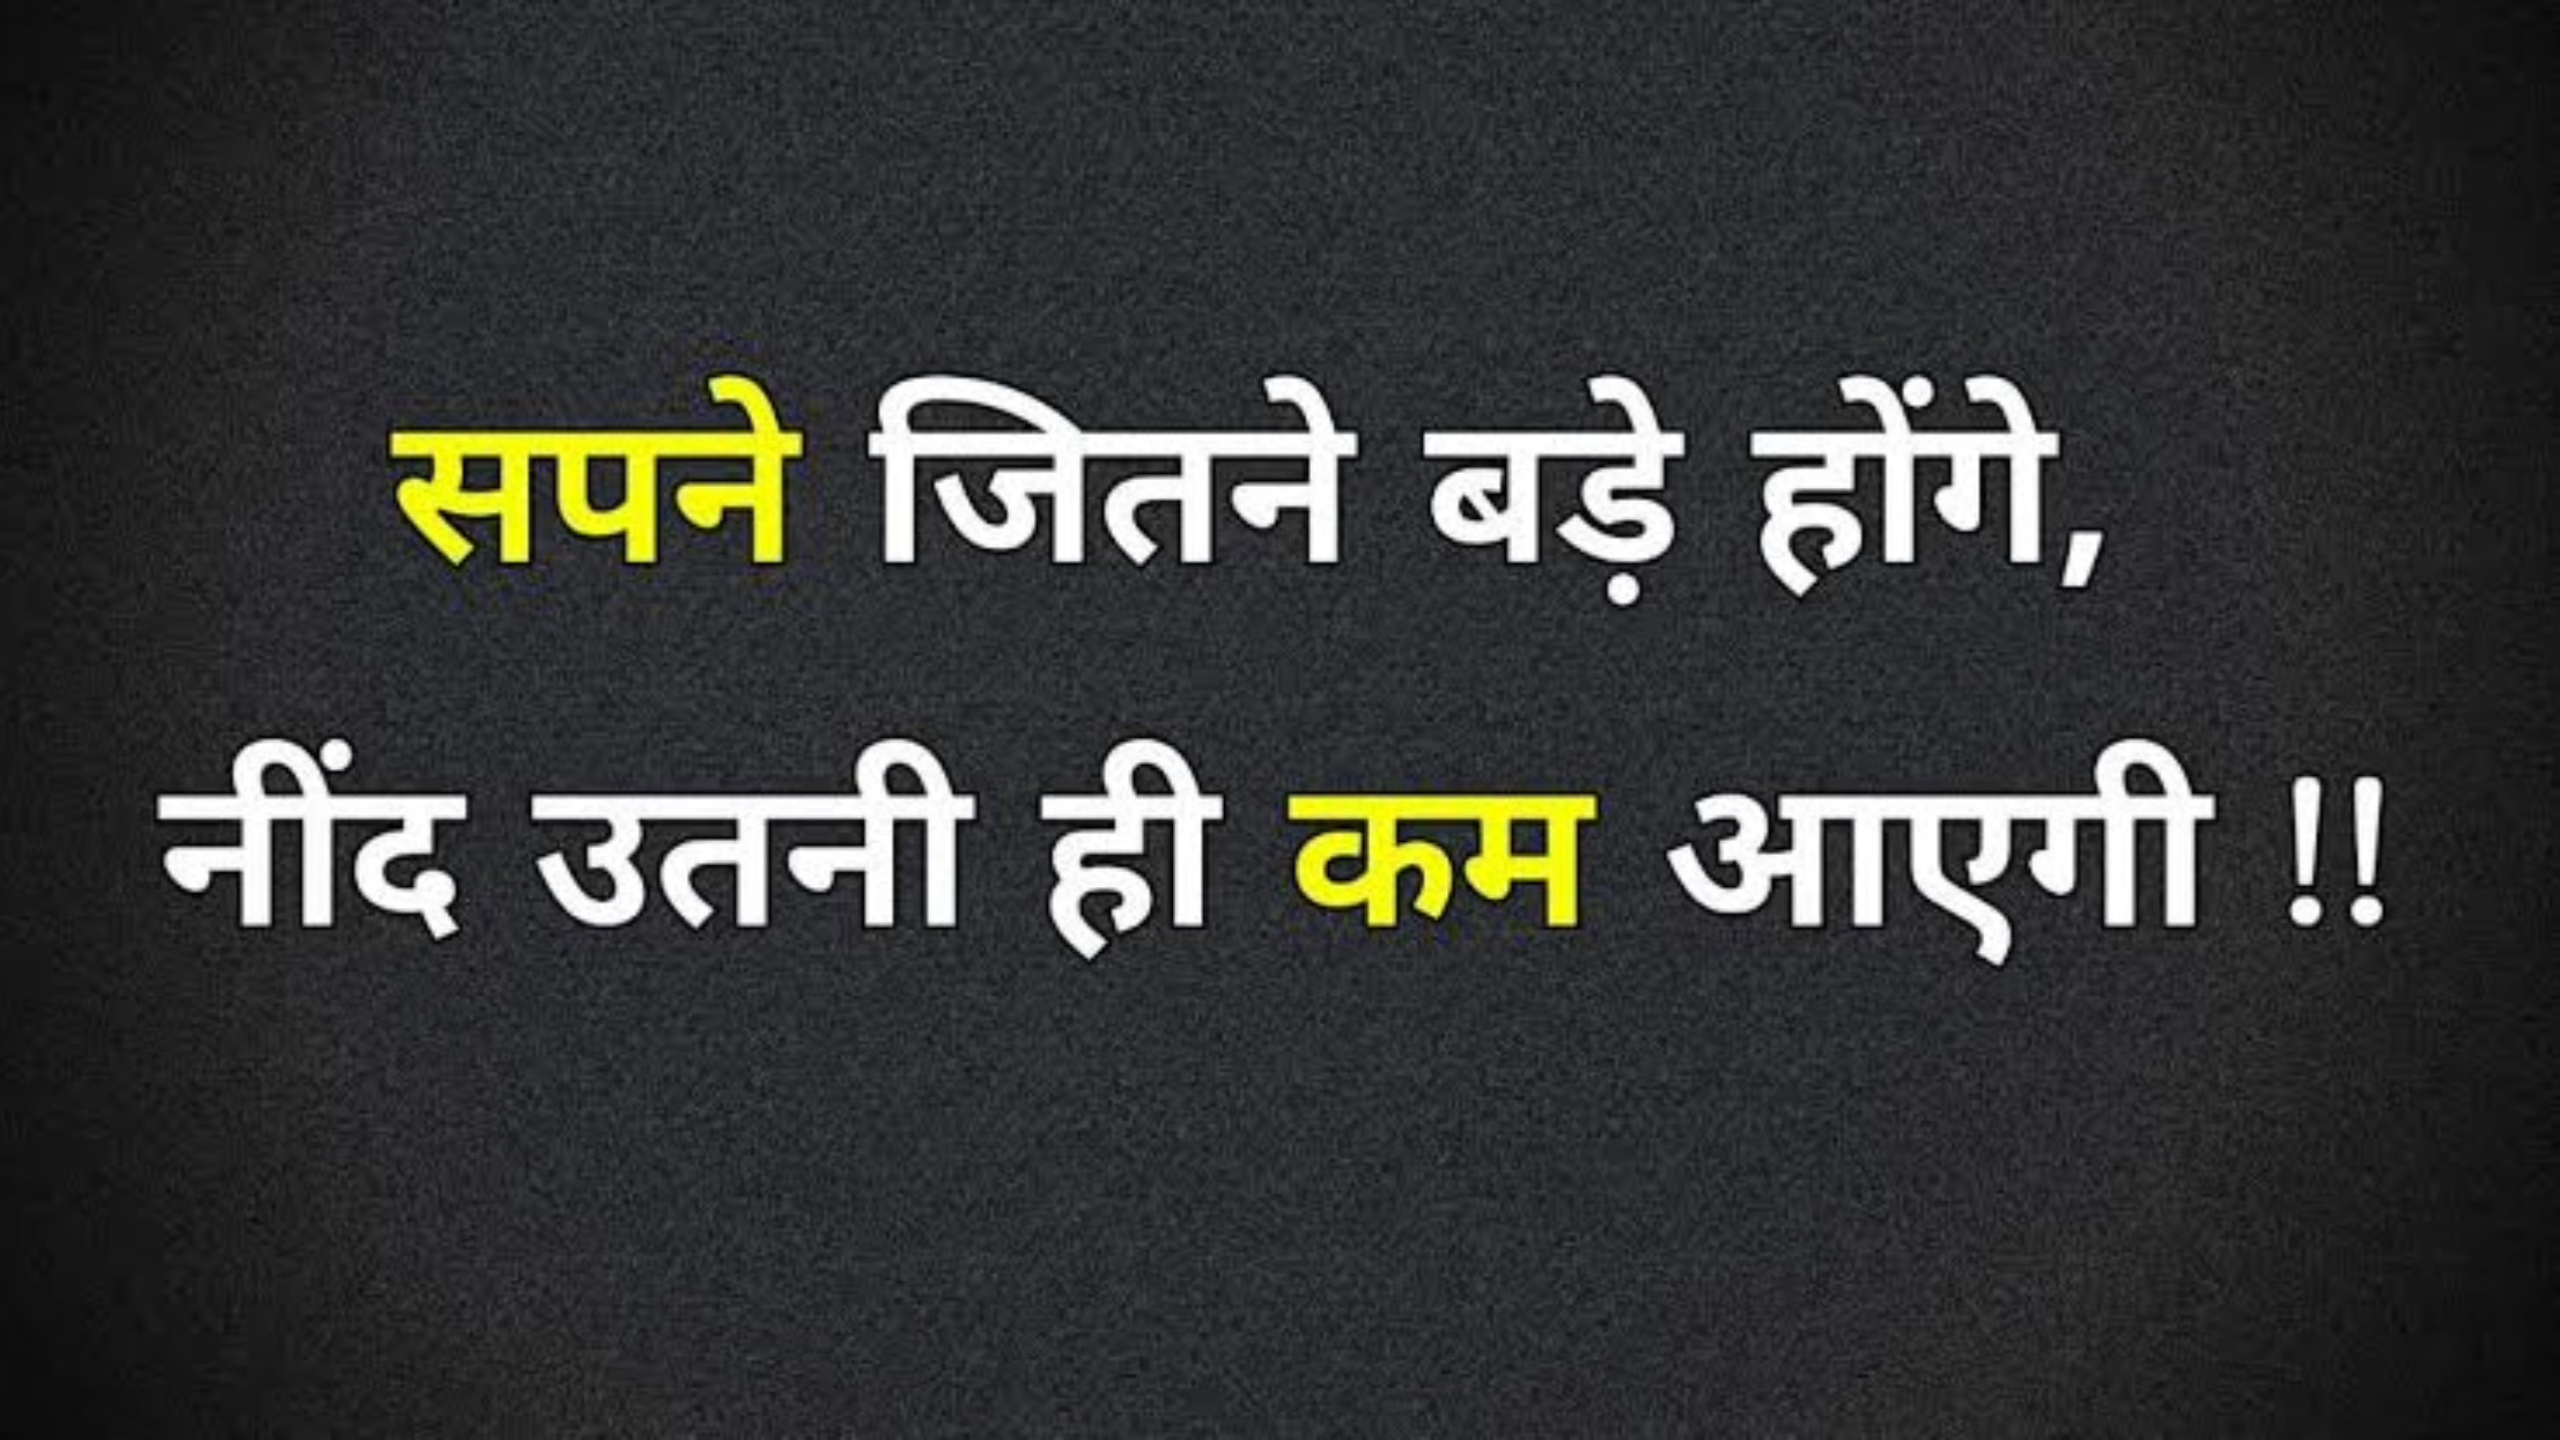 सपने जितने बड़े होंगे,
नींद उतनी ही कम आएगी !!